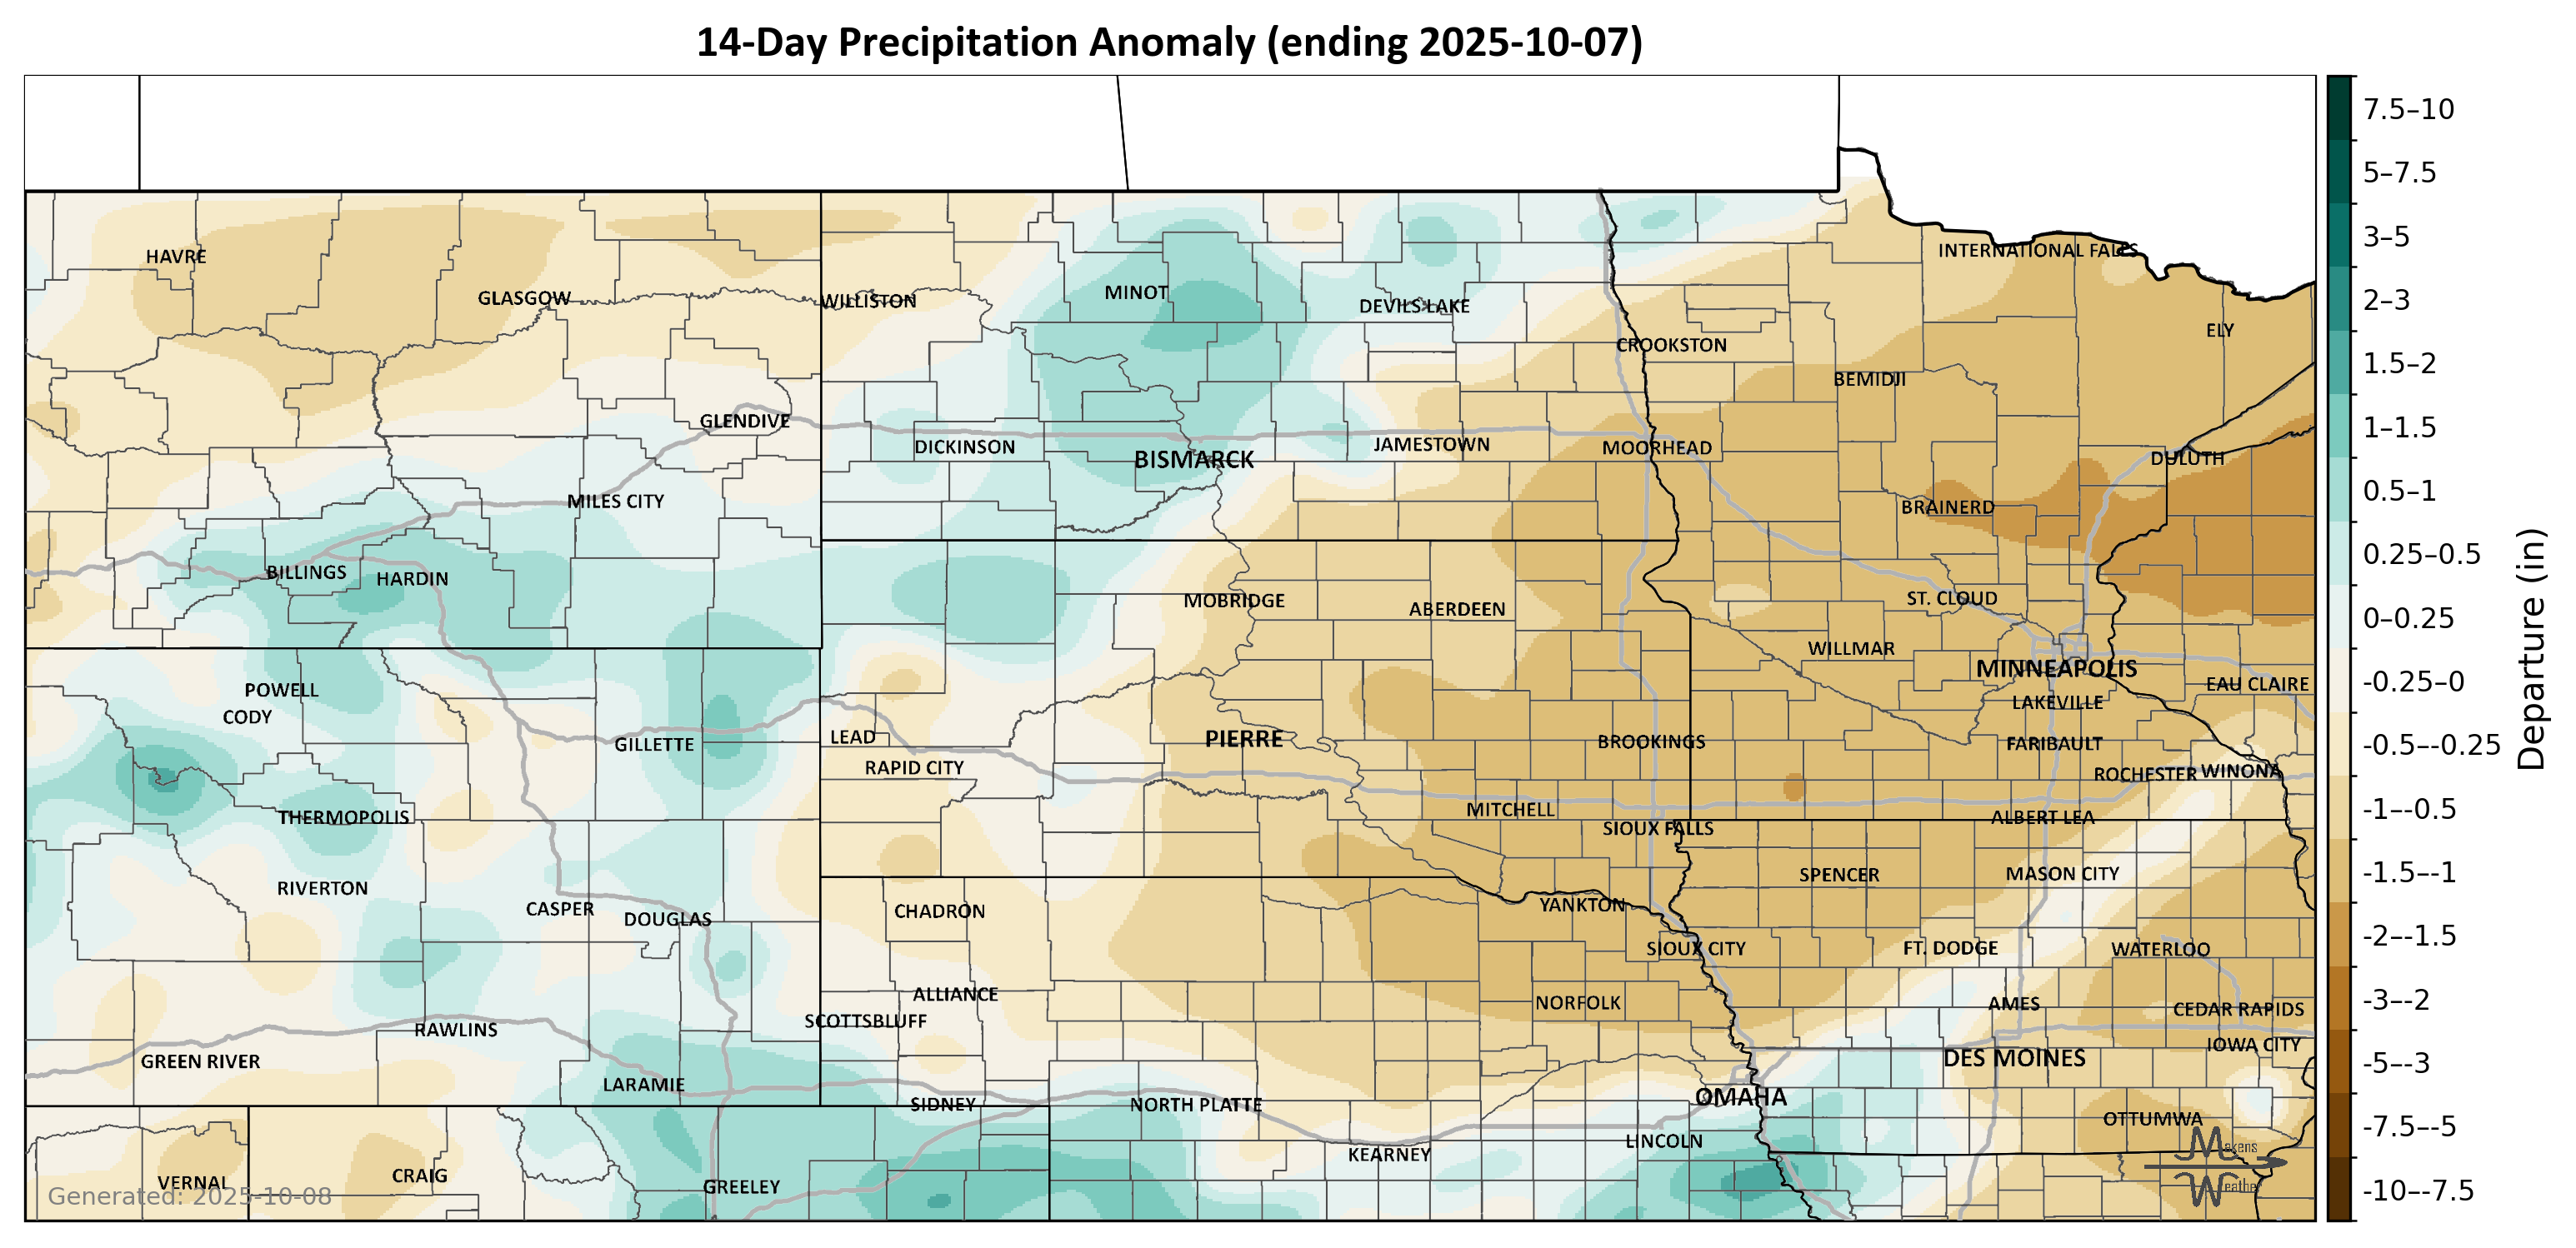 14-Day Precipitation Anomaly (ending 2025-10-07)
HAVRE
GLASGOW
WILLISTON
MINOT
DEVILS LAKE
INTERNATIONAL FALLS
ELY
CROOKSTON
BEMIDJI
GLENDIVE
DICKINSON
BISMARCK
JAMESTOWN
MOORHEAD
DULUTH
MILES CITY
BRAINERD
BILLINGS
HARDIN
MOBRIDGE
ABERDEEN
ST. CLOUD
WILLMAR
MINNEAPOLIS
POWELL
EAU CLAIRE
LAKEVILLE
CODY
GILLETTE
LEAD
PIERRE
BROOKINGS
FARIBAULT
RAPID CITY
ROCHESTER
WINONA
THERMOPOLIS
MITCHELL
SIOUX FALLS
ALBERT LEA
RIVERTON
SPENCER
MASON CITY
CASPER
DOUGLAS
CHADRON
YANKTON
SIOUX CITY
FT. DODGE
WATERLOO
ALLIANCE
NORFOLK
AMES
CEDAR RAPIDS
SCOTTSBLUFF
RAWLINS
GREEN RIVER
DES MOINES
IOWA CITY
LARAMIE
SIDNEY
NORTH PLATTE
OMAHA
OTTUMWA
LINCOLN
KEARNEY
VERNAL
CRAIG
GREELEY
Generated: 2025-10-08
Makens
Weather
7.5–10
5–7.5
3–5
2–3
1.5–2
1–1.5
0.5–1
0.25–0.5
0–0.25
-0.25–0
-0.5–-0.25
-1–-0.5
-1.5–-1
-2–-1.5
-3–-2
-5–-3
-7.5–-5
-10–-7.5
Departure (in)